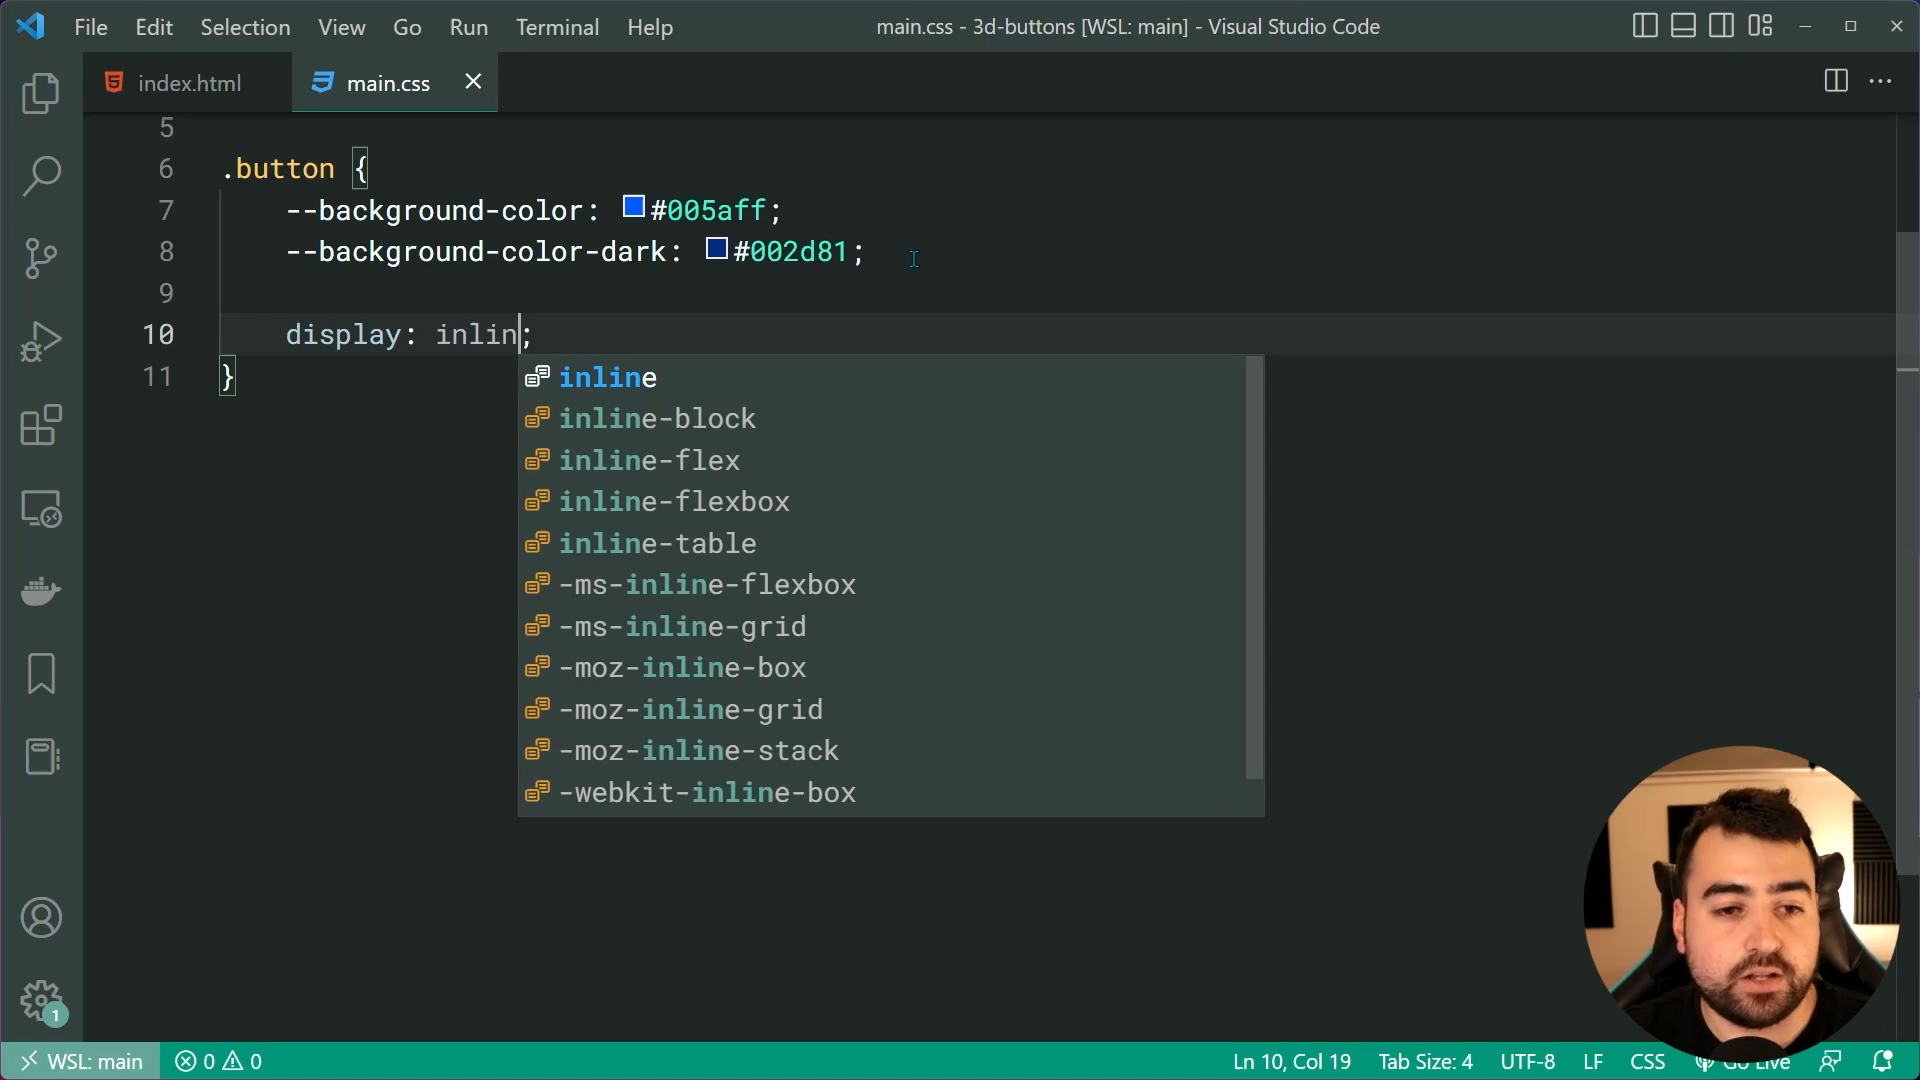 File Edit Selection View Go Run Terminal Help main.css - 3d-buttons [WSL: main] - Visual Studio Code
index.html main.css
5
6 .button {
7 --background-color: #005aff;
8 --background-color-dark: #002d81;
9
10 display: inlin;
11 }
inline
inline-block
inline-flex
inline-flexbox
inline-table
-ms-inline-flexbox
-ms-inline-grid
-moz-inline-box
-moz-inline-grid
-moz-inline-stack
-webkit-inline-box
1
WSL: main 0 0 Ln 10, Col 19 Tab Size: 4 UTF-8 LF CSS Go Live